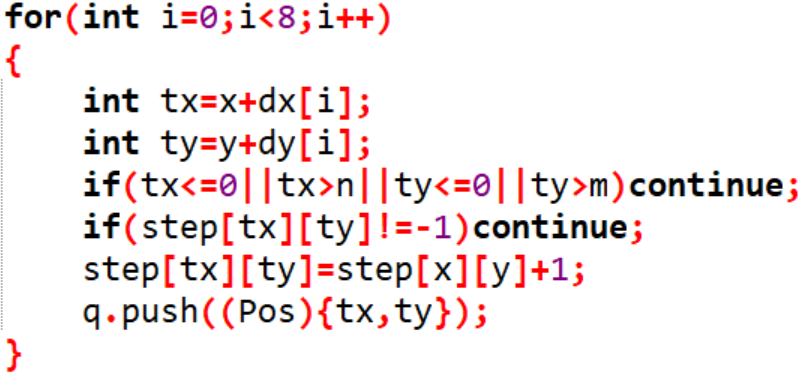 for(int i=0;i<8;i++)
{
    int tx=x+dx[i];
    int ty=y+dy[i];
    if(tx<=0||tx>n||ty<=0||ty>m)continue;
    if(step[tx][ty]!=-1)continue;
    step[tx][ty]=step[x][y]+1;
    q.push((Pos){tx,ty});
}